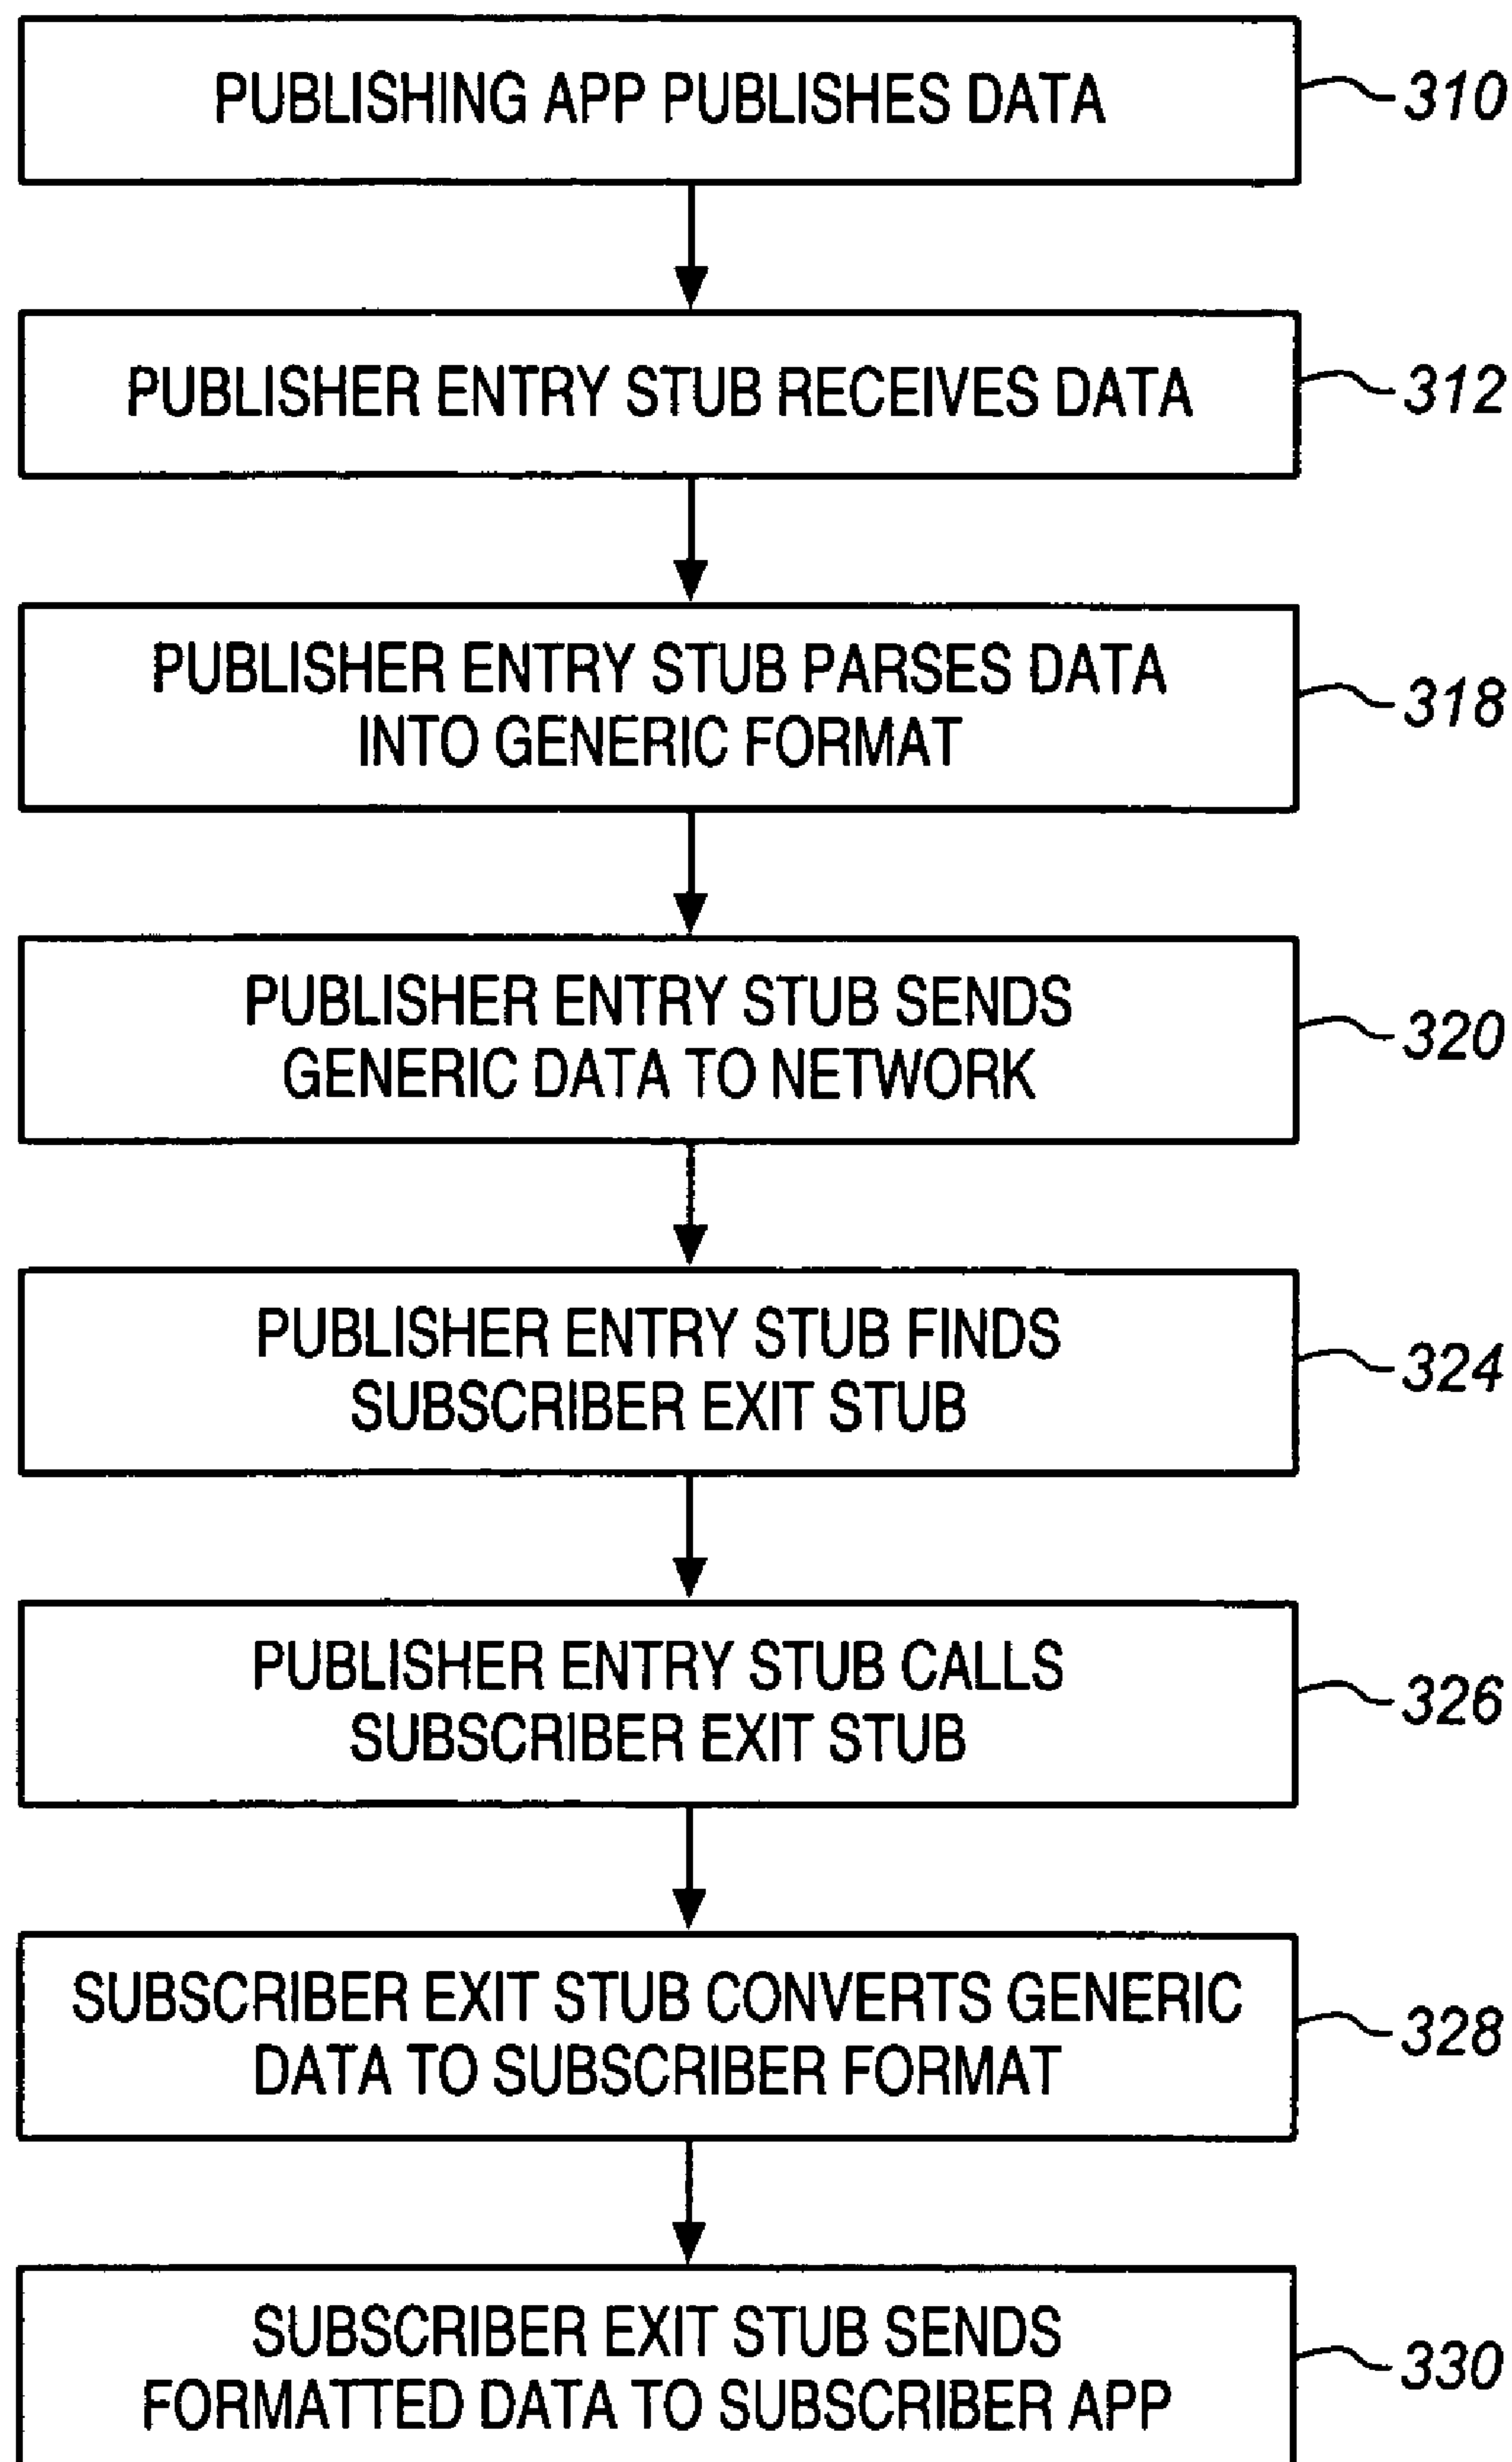 PUBLISHING APP PUBLISHES DATA
310
PUBLISHER ENTRY STUB RECEIVES DATA
312
PUBLISHER ENTRY STUB PARSES DATA
INTO GENERIC FORMAT
318
PUBLISHER ENTRY STUB SENDS
GENERIC DATA TO NETWORK
320
PUBLISHER ENTRY STUB FINDS
SUBSCRIBER EXIT STUB
324
PUBLISHER ENTRY STUB CALLS
SUBSCRIBER EXIT STUB
326
SUBSCRIBER EXIT STUB CONVERTS GENERIC
DATA TO SUBSCRIBER FORMAT
328
SUBSCRIBER EXIT STUB SENDS
FORMATTED DATA TO SUBSCRIBER APP
330